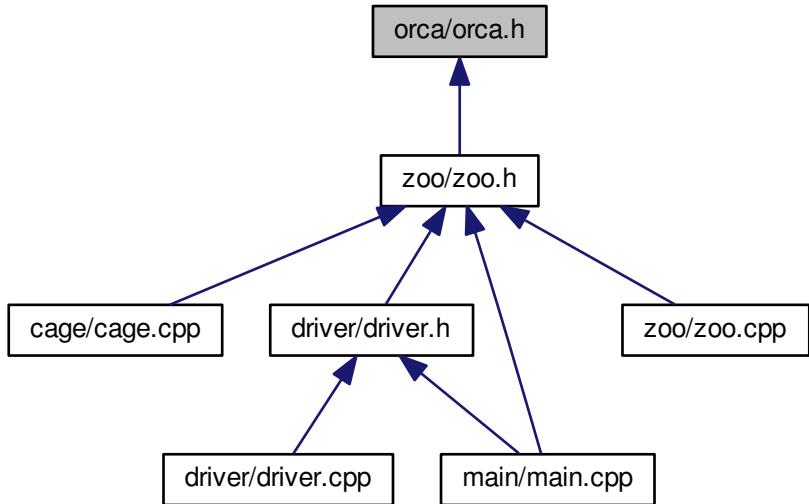 orca/orca.h
zoo/zoo.h
cage/cage.cpp
driver/driver.h
zoo/zoo.cpp
driver/driver.cpp
main/main.cpp